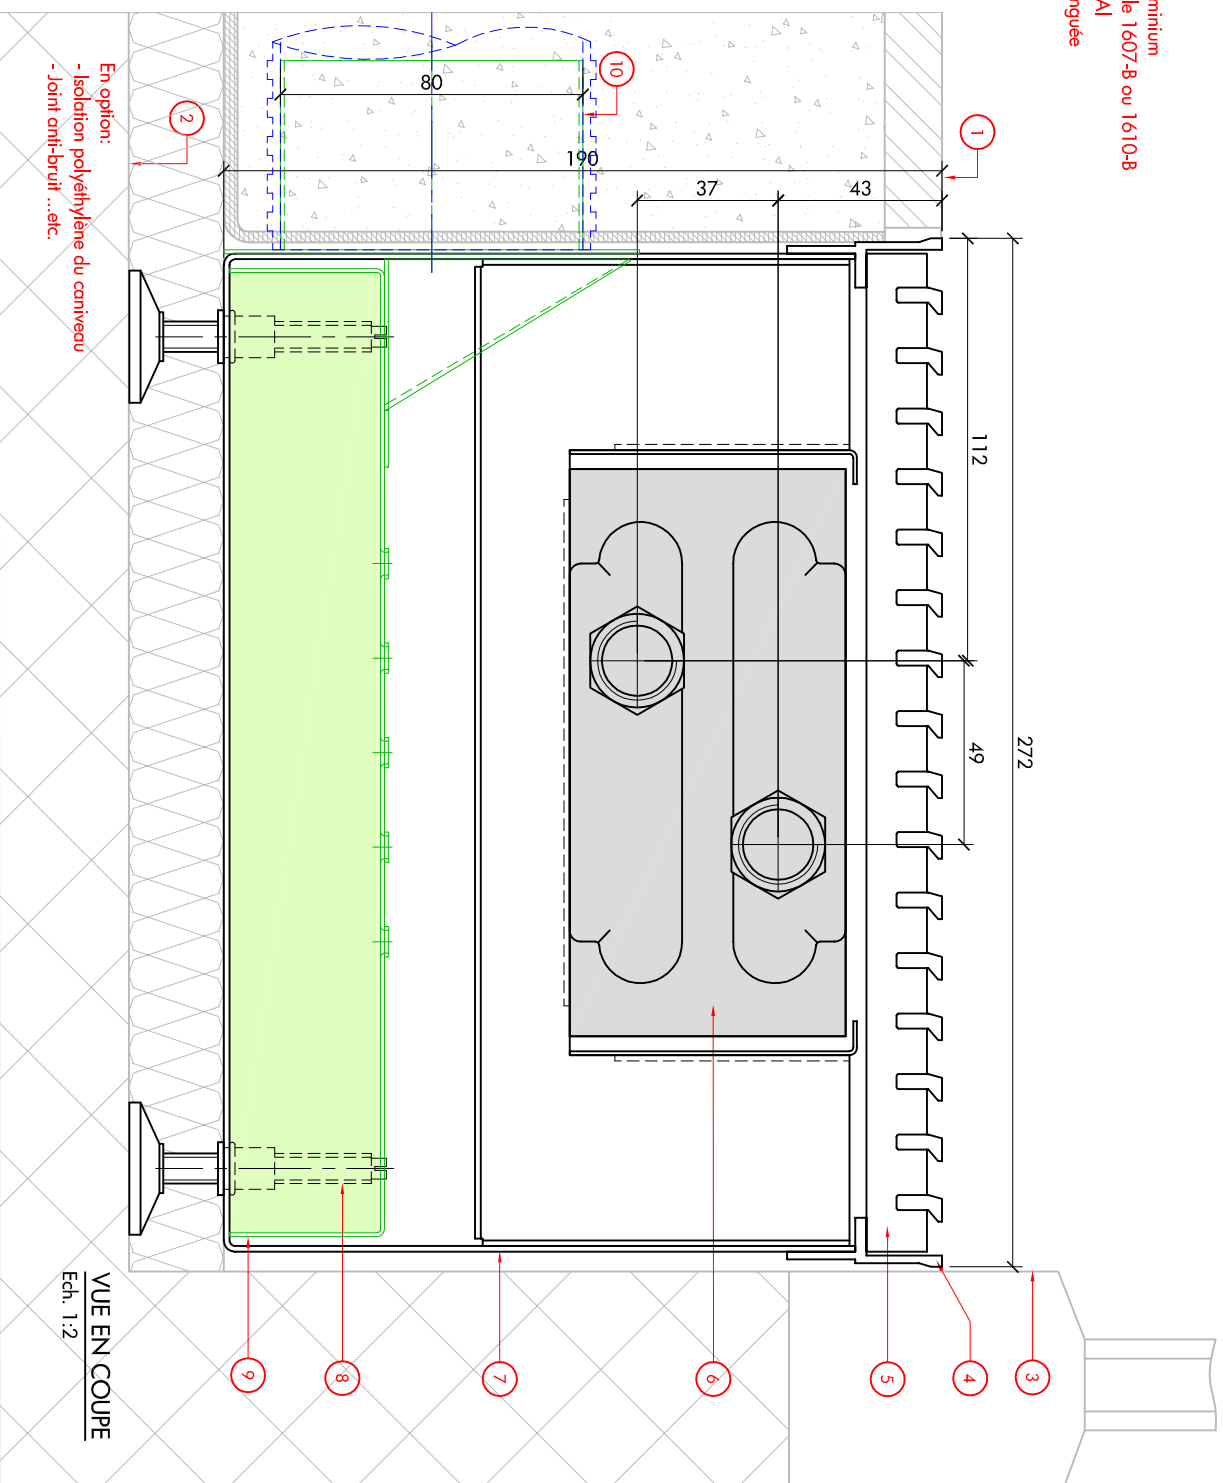 minium
le 1607-B ou 1610-B
AI
nguée
1
43
37
190
10
80
2
En option:
- Isolation polyéthylène du caniveau
- Joint anti-bruit ...etc.
272
112
49
3
4
5
6
7
8
9
VUE EN COUPE
Ech. 1:2